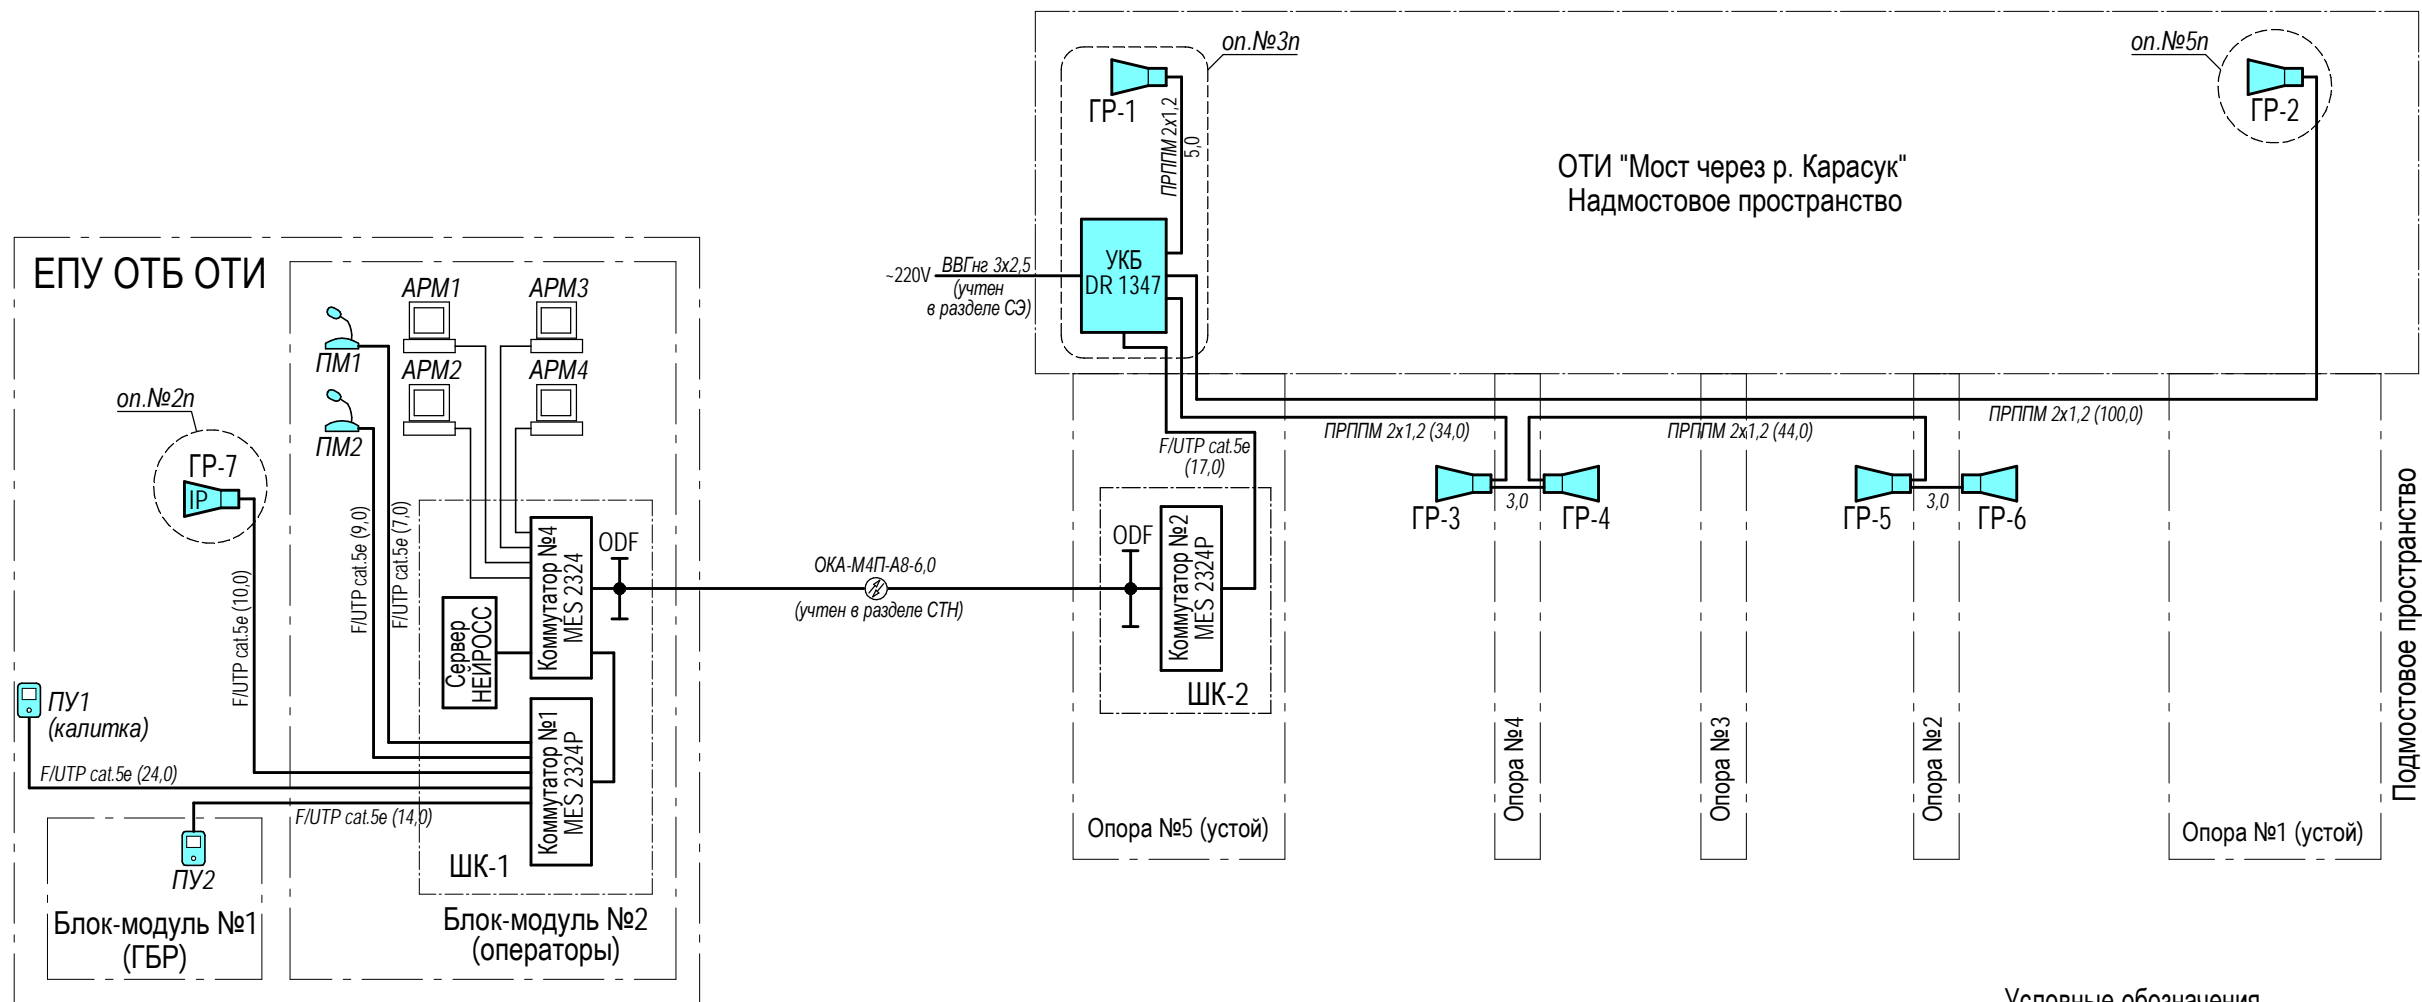 оп.№3п
оп.№5п
ГР-1
ПРППМ 2х1,2
5,0
ГР-2
ОТИ "Мост через р. Карасук"
Надмостовое пространство
УКБ
DR 1347
~220V
ВВГнг 3х2,5
(учтен
в разделе СЭ)
ЕПУ ОТБ ОТИ
АРМ1
АРМ3
ПМ1
АРМ2
АРМ4
ПМ2
оп.№2п
ГР-7
IP
F/UTP cat.5e (10,0)
F/UTP cat.5e (9,0)
F/UTP cat.5e (7,0)
Коммутатор №4
MES 2324
ODF
Сервер
НЕЙРОСС
Коммутатор №1
MES 2324P
ШК-1
ПУ1
(калитка)
F/UTP cat.5e (24,0)
F/UTP cat.5e (14,0)
ПУ2
Блок-модуль №1
(ГБР)
Блок-модуль №2
(операторы)
ОКА-М4П-А8-6,0
(учтен в разделе СТН)
ODF
Коммутатор №2
MES 2324P
ШК-2
F/UTP cat.5e
(17,0)
ПРППМ 2х1,2 (34,0)
ПРППМ 2х1,2 (44,0)
ПРППМ 2х1,2 (100,0)
ГР-3
3,0
ГР-4
ГР-5
3,0
ГР-6
Опора №5 (устой)
Опора №4
Опора №3
Опора №2
Опора №1 (устой)
Подмостовое пространство
Условные обозначения